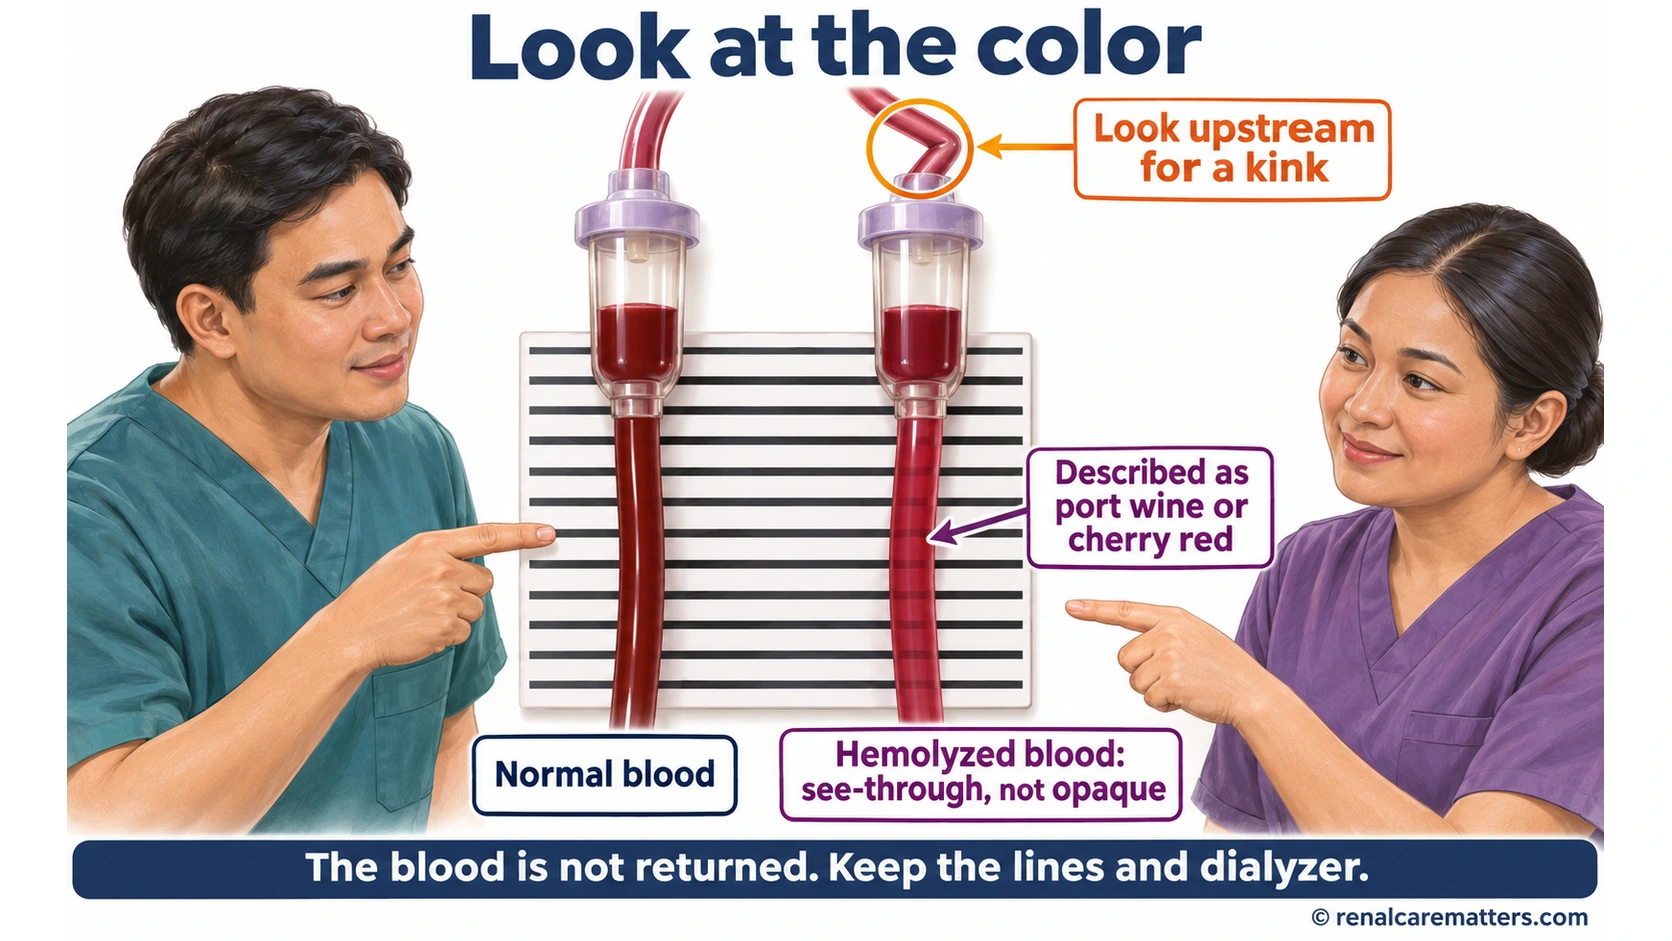 Look at the color
Look upstream
for a kink
Described as
port wine or
cherry red
Normal blood
Hemolyzed blood:
see-through, not opaque
The blood is not returned. Keep the lines and dialyzer.
© renalcarematters.com